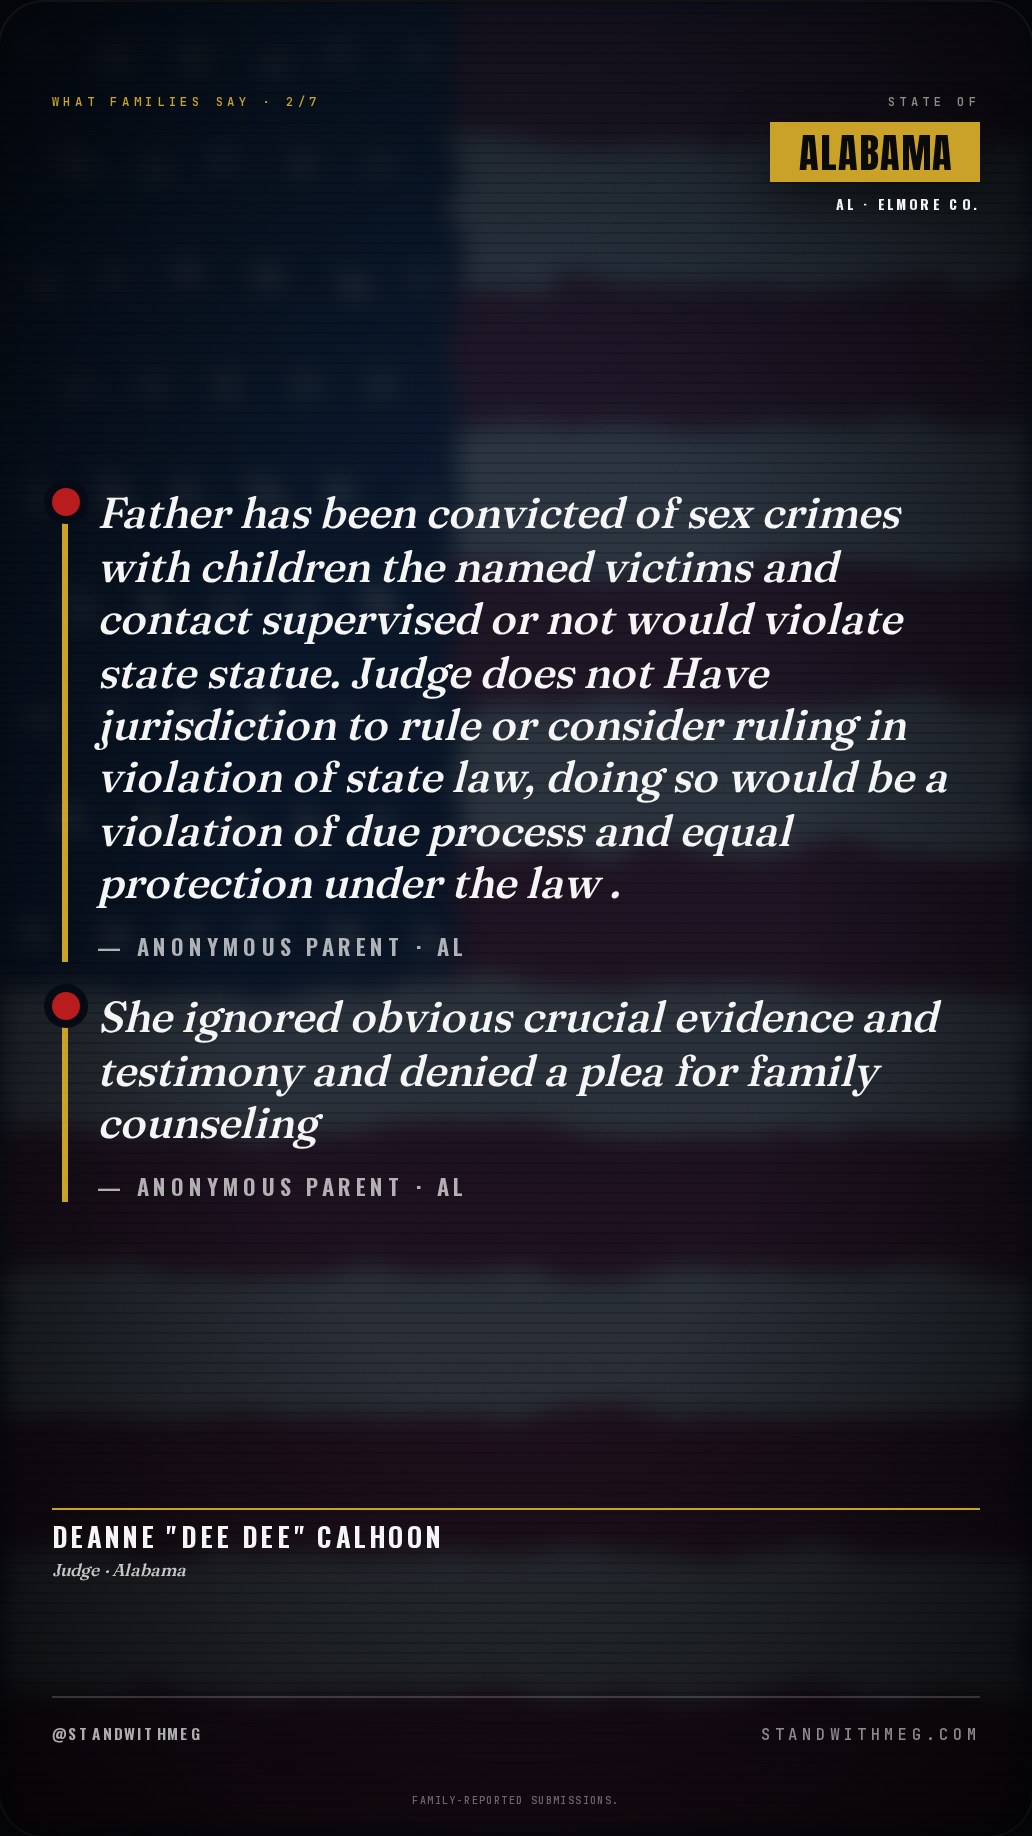 WHAT FAMILIES SAY · 2/7
STATE OF
ALABAMA
AL · ELMORE CO.
Father has been convicted of sex crimes
with children the named victims and
contact supervised or not would violate
state statue. Judge does not Have
jurisdiction to rule or consider ruling in
violation of state law, doing so would be a
violation of due process and equal
protection under the law .
— ANONYMOUS PARENT · AL
She ignored obvious crucial evidence and
testimony and denied a plea for family
counseling
— ANONYMOUS PARENT · AL
DEANNE "DEE DEE" CALHOON
Judge · Alabama
@STANDWITHMEG
STANDWITHMEG.COM
FAMILY-REPORTED SUBMISSIONS.